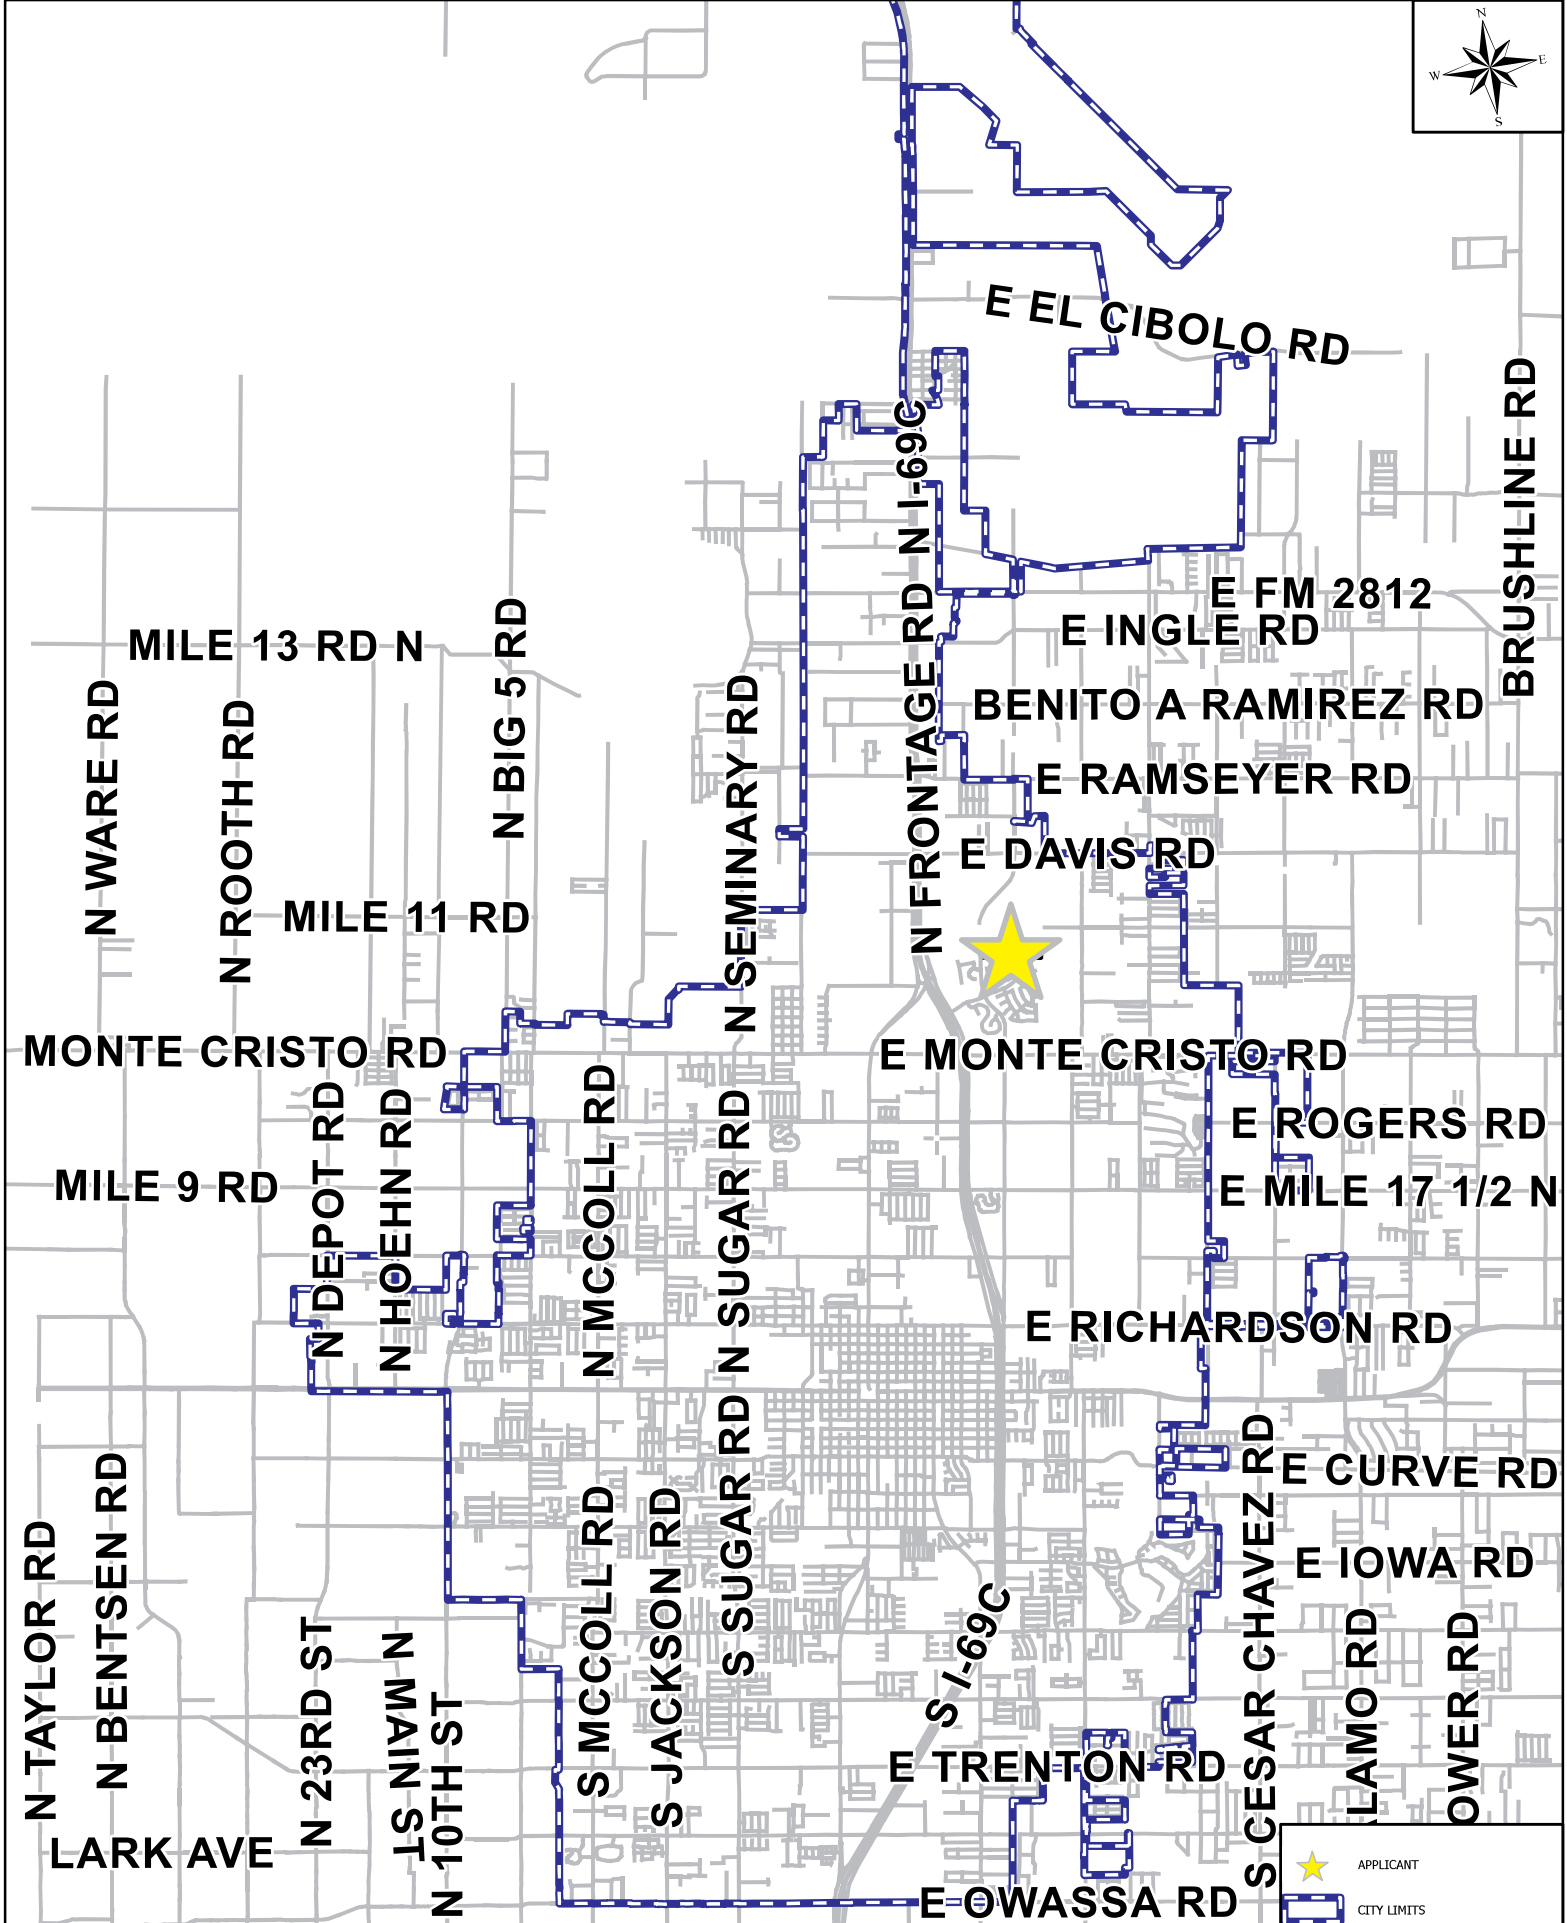 N
W
E
S
E EL CIBOLO RD
N I-69C
BRUSHLINE RD
E FM 2812
E INGLE RD
MILE 13 RD N
N BIG 5 RD
N WARE RD
N ROOTH RD
N SEMINARY RD
N FRONTAGE RD
BENITO A RAMIREZ RD
E RAMSEYER RD
E DAVIS RD
MILE 11 RD
MONTE CRISTO RD
E MONTE CRISTO RD
N DEPOT RD
N HOEHN RD
N MCCOLL RD
N SUGAR RD
E ROGERS RD
MILE 9 RD
E MILE 17 1/2 N
E RICHARDSON RD
N TAYLOR RD
N BENTSEN RD
N 23RD ST
N MAIN ST
N 10TH ST
S MCCOLL RD
S JACKSON RD
S SUGAR RD
S I-69C
S CESAR CHAVEZ RD
E CURVE RD
E IOWA RD
E TRENTON RD
LARK AVE
E OWASSA RD
APPLICANT
CITY LIMITS